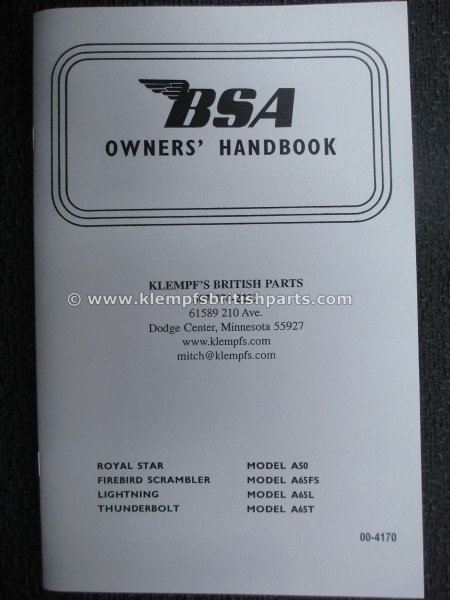 BSA
OWNERS' HANDBOOK
KLEMPF'S BRITISH PARTS
© www.klempfsbritishparts.com
61589 210 Ave.
Dodge Center, Minnesota 55927
www.klempfs.com
mitch@klempfs.com
ROYAL STAR MODEL A50
FIREBIRD SCRAMBLER MODEL A65FS
LIGHTNING MODEL A65L
THUNDERBOLT MODEL A65T
00-4170